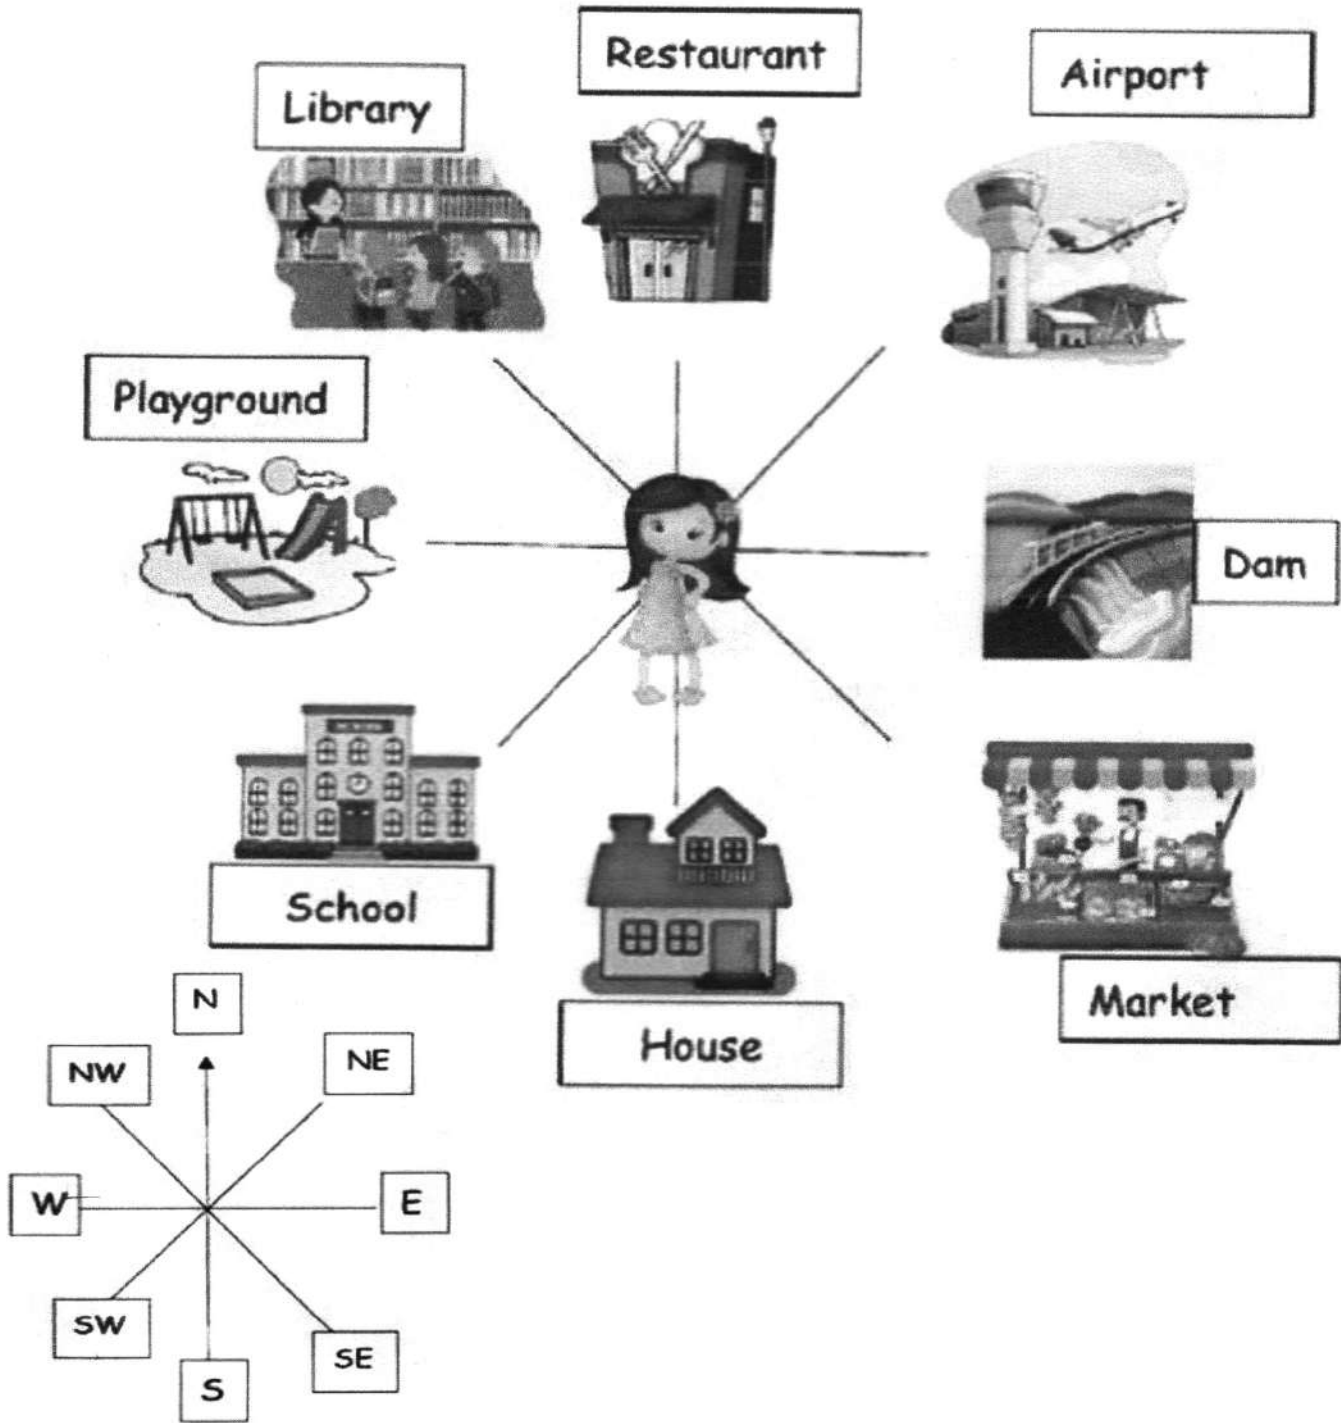 Restaurant
Library
Airport
Playground
Dam
School
House
Market
N
NW
NE
W
E
SW
SE
S